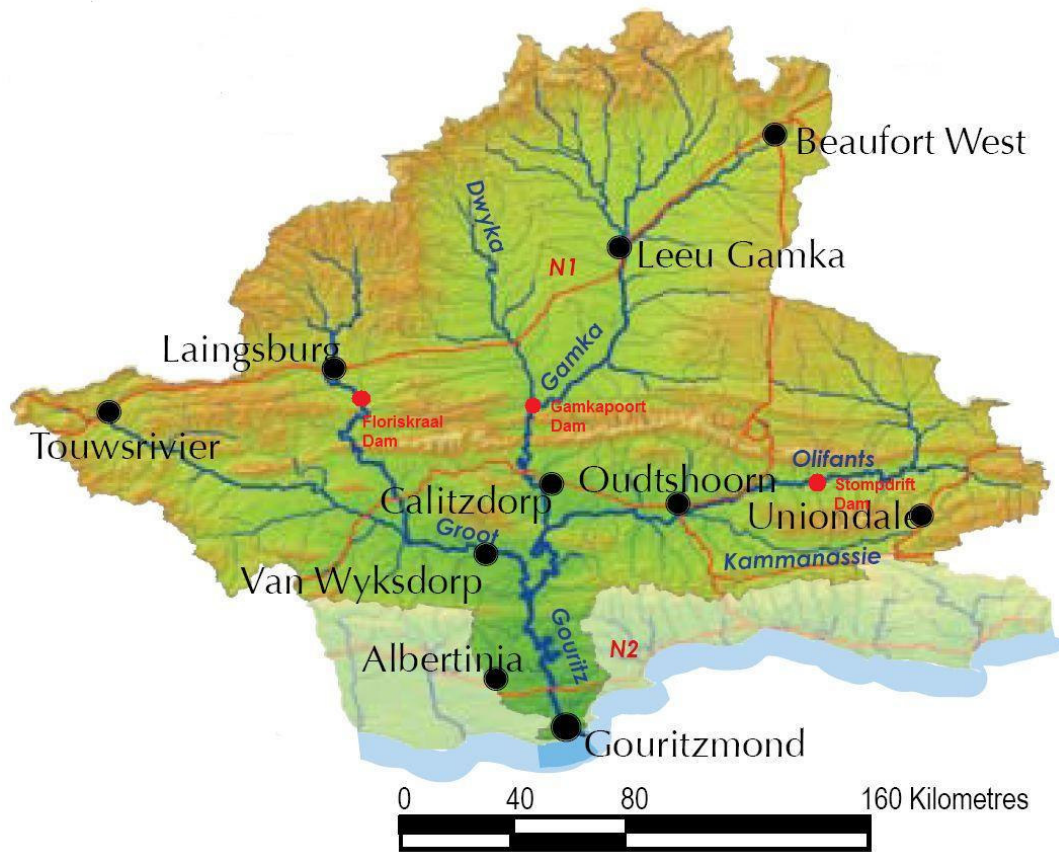 Beaufort West
Dwyka
Leeu Gamka
N1
Laingsburg
Gamka
Floriskraal
Dam
Gamkapoort
Dam
Touwsrivier
Olifants
Oudtshoorn
Stompdrift
Dam
Calitzdorp
Uniondale
Groot
Kammanassie
Van Wyksdorp
Gouritz
N2
Albertinia
Gouritzmond
0 40 80 160 Kilometres